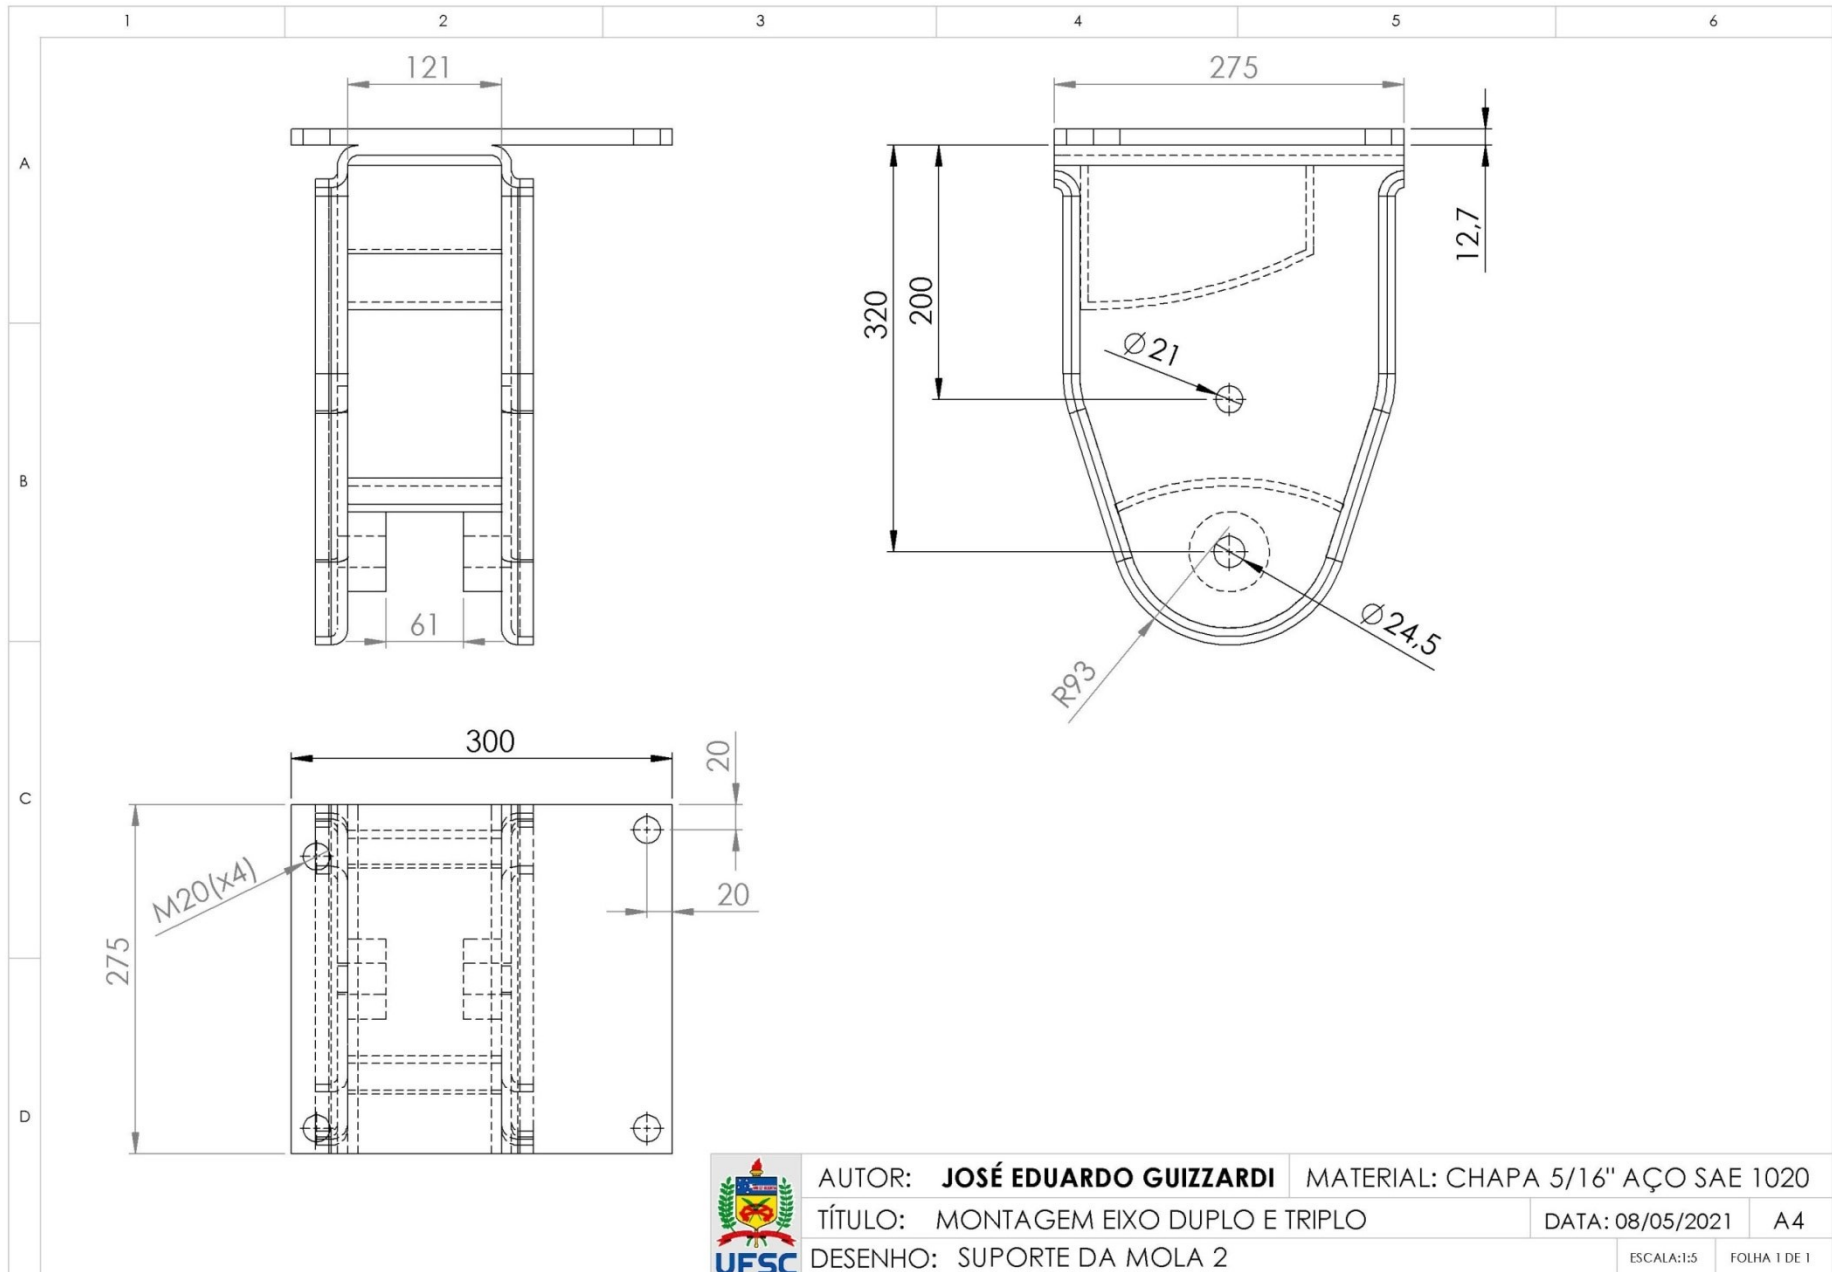 1 2 3 4 5 6
A
B
C
D
121
61
275
12,7
320
200
Ø21
Ø24,5
R93
300
20
20
M20(x4)
275
UFSC
AUTOR: JOSÉ EDUARDO GUIZZARDI
MATERIAL: CHAPA 5/16" AÇO SAE 1020
TÍTULO: MONTAGEM EIXO DUPLO E TRIPLO
DATA: 08/05/2021
A4
DESENHO: SUPORTE DA MOLA 2
ESCALA:1:5
FOLHA 1 DE 1